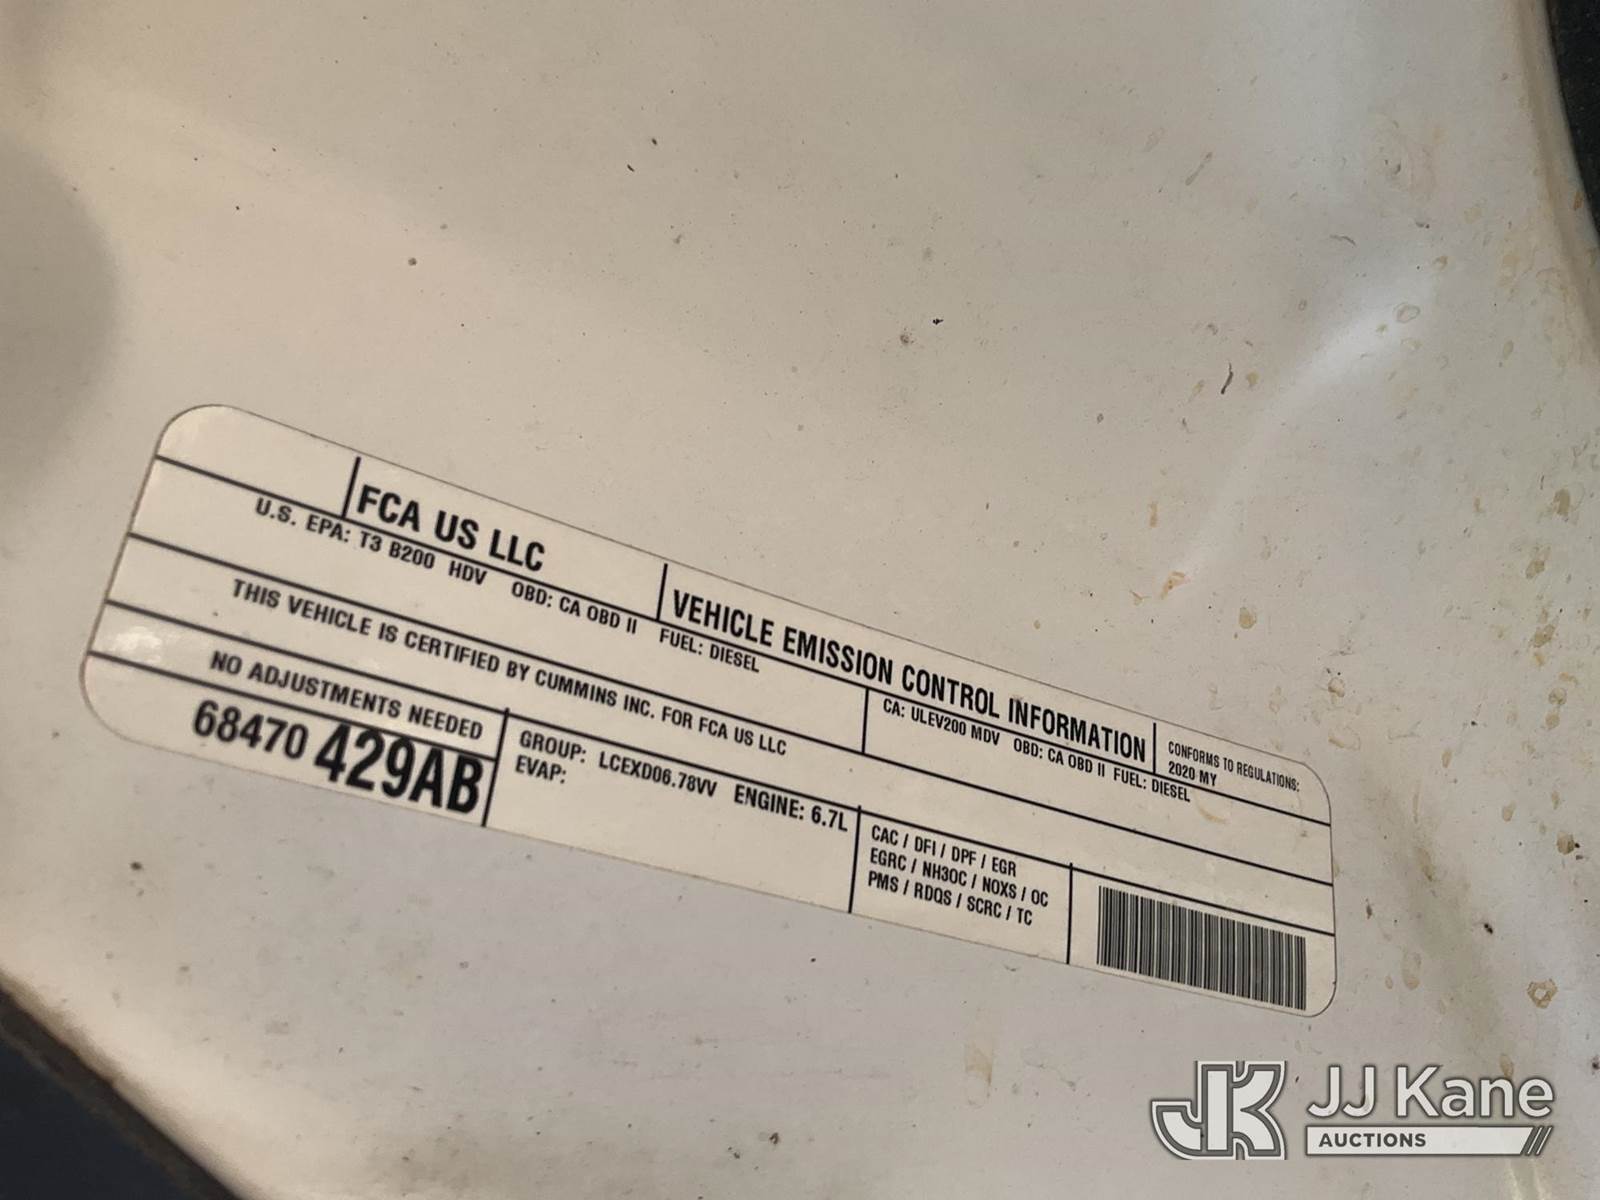 FCA US LLC
VEHICLE EMISSION CONTROL INFORMATION
CONFORMS TO REGULATIONS:
2020 MY
U.S. EPA: T3 B200 HDV OBD: CA OBD II FUEL: DIESEL
CA: ULEV200 MDV OBD: CA OBD II FUEL: DIESEL
THIS VEHICLE IS CERTIFIED BY CUMMINS INC. FOR FCA US LLC
NO ADJUSTMENTS NEEDED
68470 429AB
GROUP: LCEXD06.78VV ENGINE: 6.7L
EVAP:
CAC / DFI / DPF / EGR
EGRC / NH3OC / NOXS / OC
PMS / RDQS / SCRC / TC
JK JJ Kane
AUCTIONS